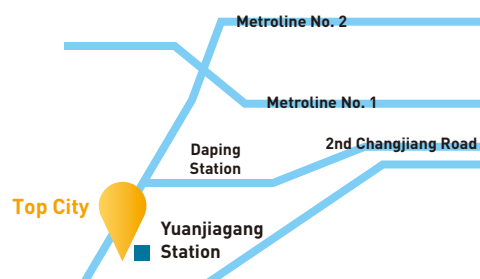 Metroline No. 2
Metroline No. 1
2nd Changjiang Road
Daping
Station
Top City
Yuanjiagang
Station